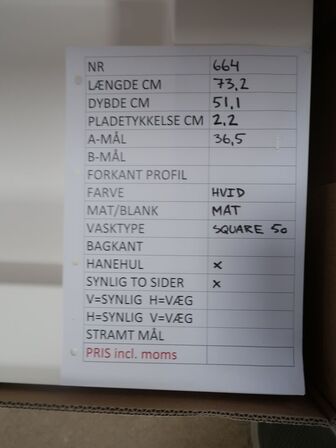 NR 664
LÆNGDE CM 73,2
DYBDE CM 51,1
PLADETYKKELSE CM 2,2
A-MÅL 36,5
B-MÅL
FORKANT PROFIL
FARVE HVID
MAT/BLANK MAT
VASKTYPE SQUARE 50
BAGKANT
HANEHUL x
SYNLIG TO SIDER x
V=SYNLIG H=VÆG
H=SYNLIG V=VÆG
STRAMT MÅL
PRIS incl. moms